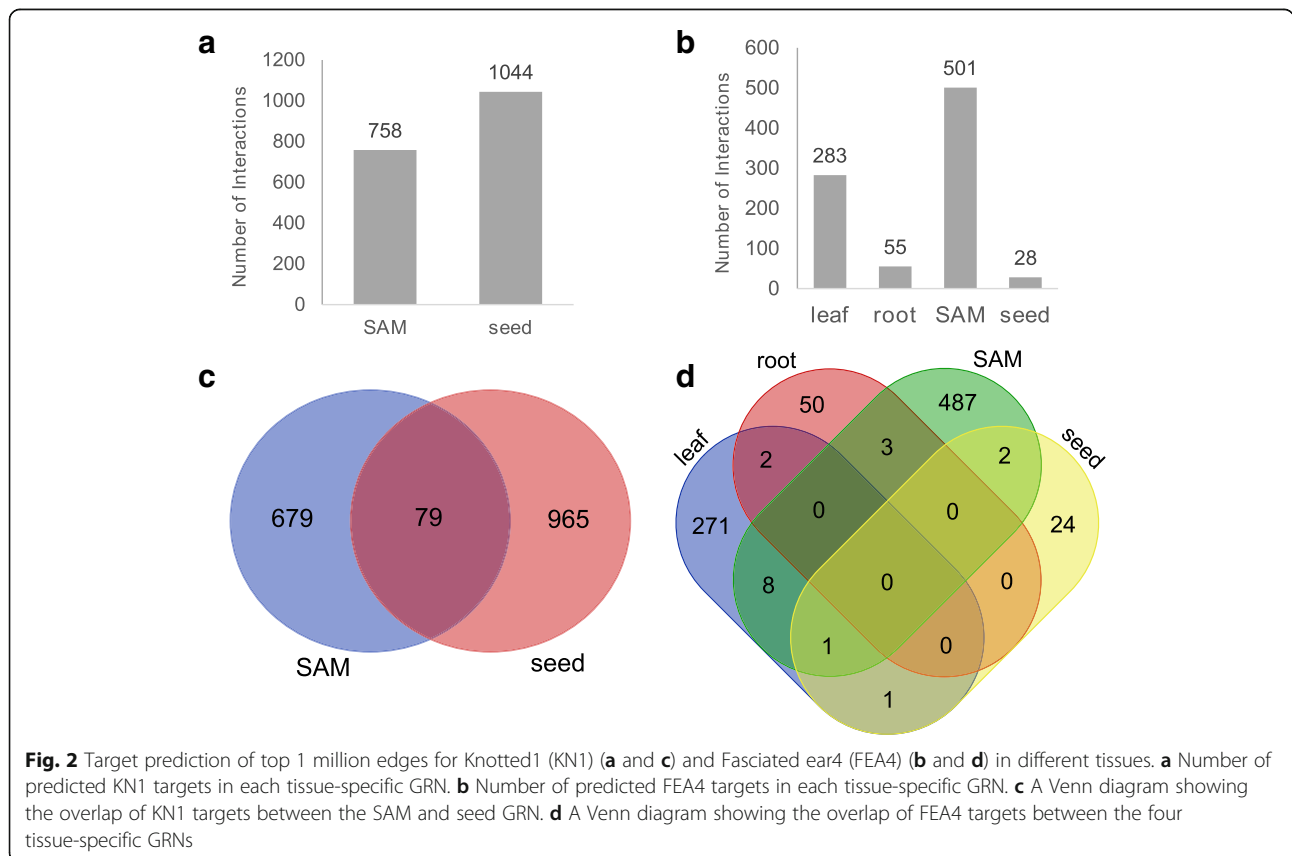 a
Number of Interactions
1200
1000
800
600
400
200
0
758
1044
SAM
seed
b
Number of Interactions
600
500
400
300
200
100
0
283
55
501
28
leaf
root
SAM
seed
c
679
79
965
SAM
seed
d
root
SAM
leaf
seed
50
487
2
3
2
271
0
0
24
8
0
0
1
0
1
Fig. 2 Target prediction of top 1 million edges for Knotted1 (KN1) (a and c) and Fasciated ear4 (FEA4) (b and d) in different tissues. a Number of
predicted KN1 targets in each tissue-specific GRN. b Number of predicted FEA4 targets in each tissue-specific GRN. c A Venn diagram showing
the overlap of KN1 targets between the SAM and seed GRN. d A Venn diagram showing the overlap of FEA4 targets between the four
tissue-specific GRNs